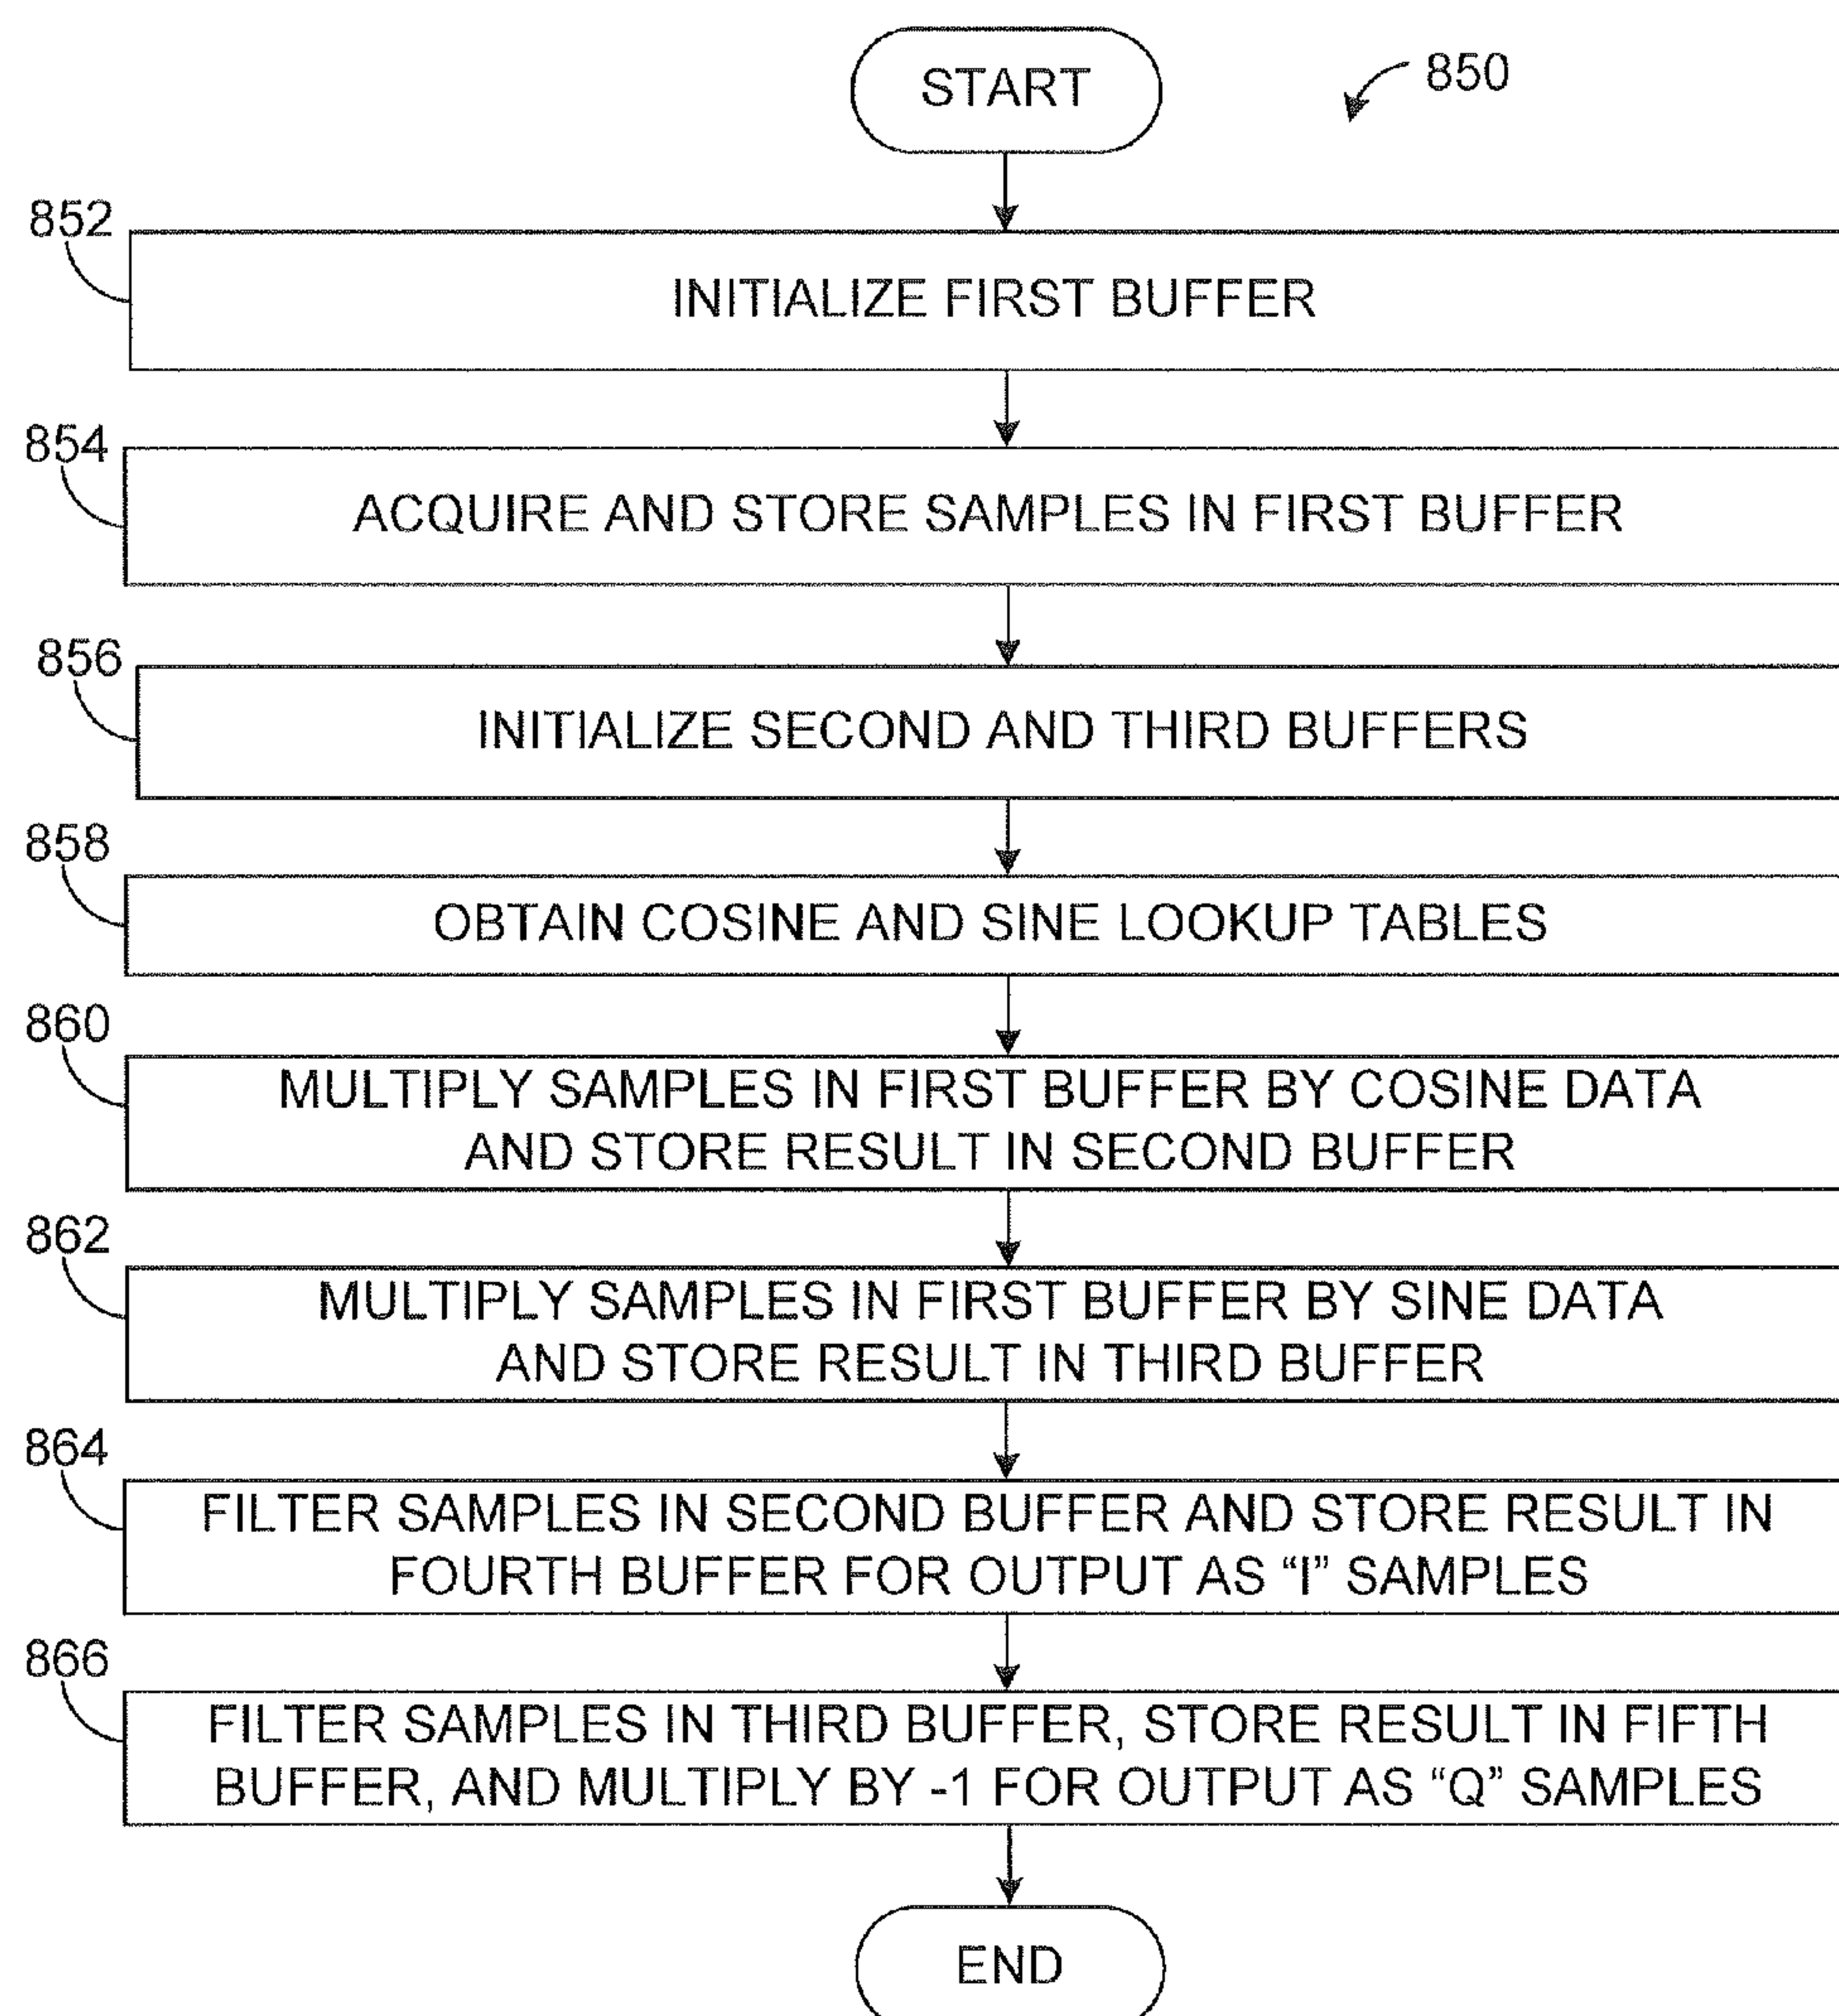 START
850
852
INITIALIZE FIRST BUFFER
854
ACQUIRE AND STORE SAMPLES IN FIRST BUFFER
856
INITIALIZE SECOND AND THIRD BUFFERS
858
OBTAIN COSINE AND SINE LOOKUP TABLES
860
MULTIPLY SAMPLES IN FIRST BUFFER BY COSINE DATA
AND STORE RESULT IN SECOND BUFFER
862
MULTIPLY SAMPLES IN FIRST BUFFER BY SINE DATA
AND STORE RESULT IN THIRD BUFFER
864
FILTER SAMPLES IN SECOND BUFFER AND STORE RESULT IN
FOURTH BUFFER FOR OUTPUT AS “I” SAMPLES
866
FILTER SAMPLES IN THIRD BUFFER, STORE RESULT IN FIFTH
BUFFER, AND MULTIPLY BY -1 FOR OUTPUT AS “Q” SAMPLES
END